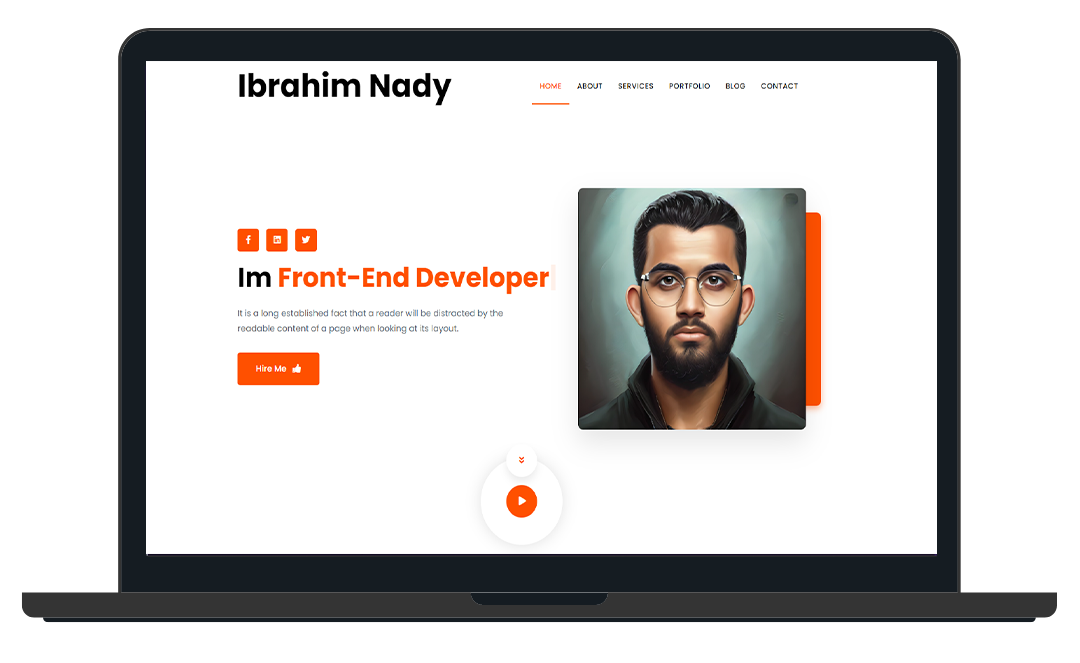 Ibrahim Nady
HOME ABOUT SERVICES PORTFOLIO BLOG CONTACT
Im Front-End Developer
It is a long established fact that a reader will be distracted by the
readable content of a page when looking at its layout.
Hire Me